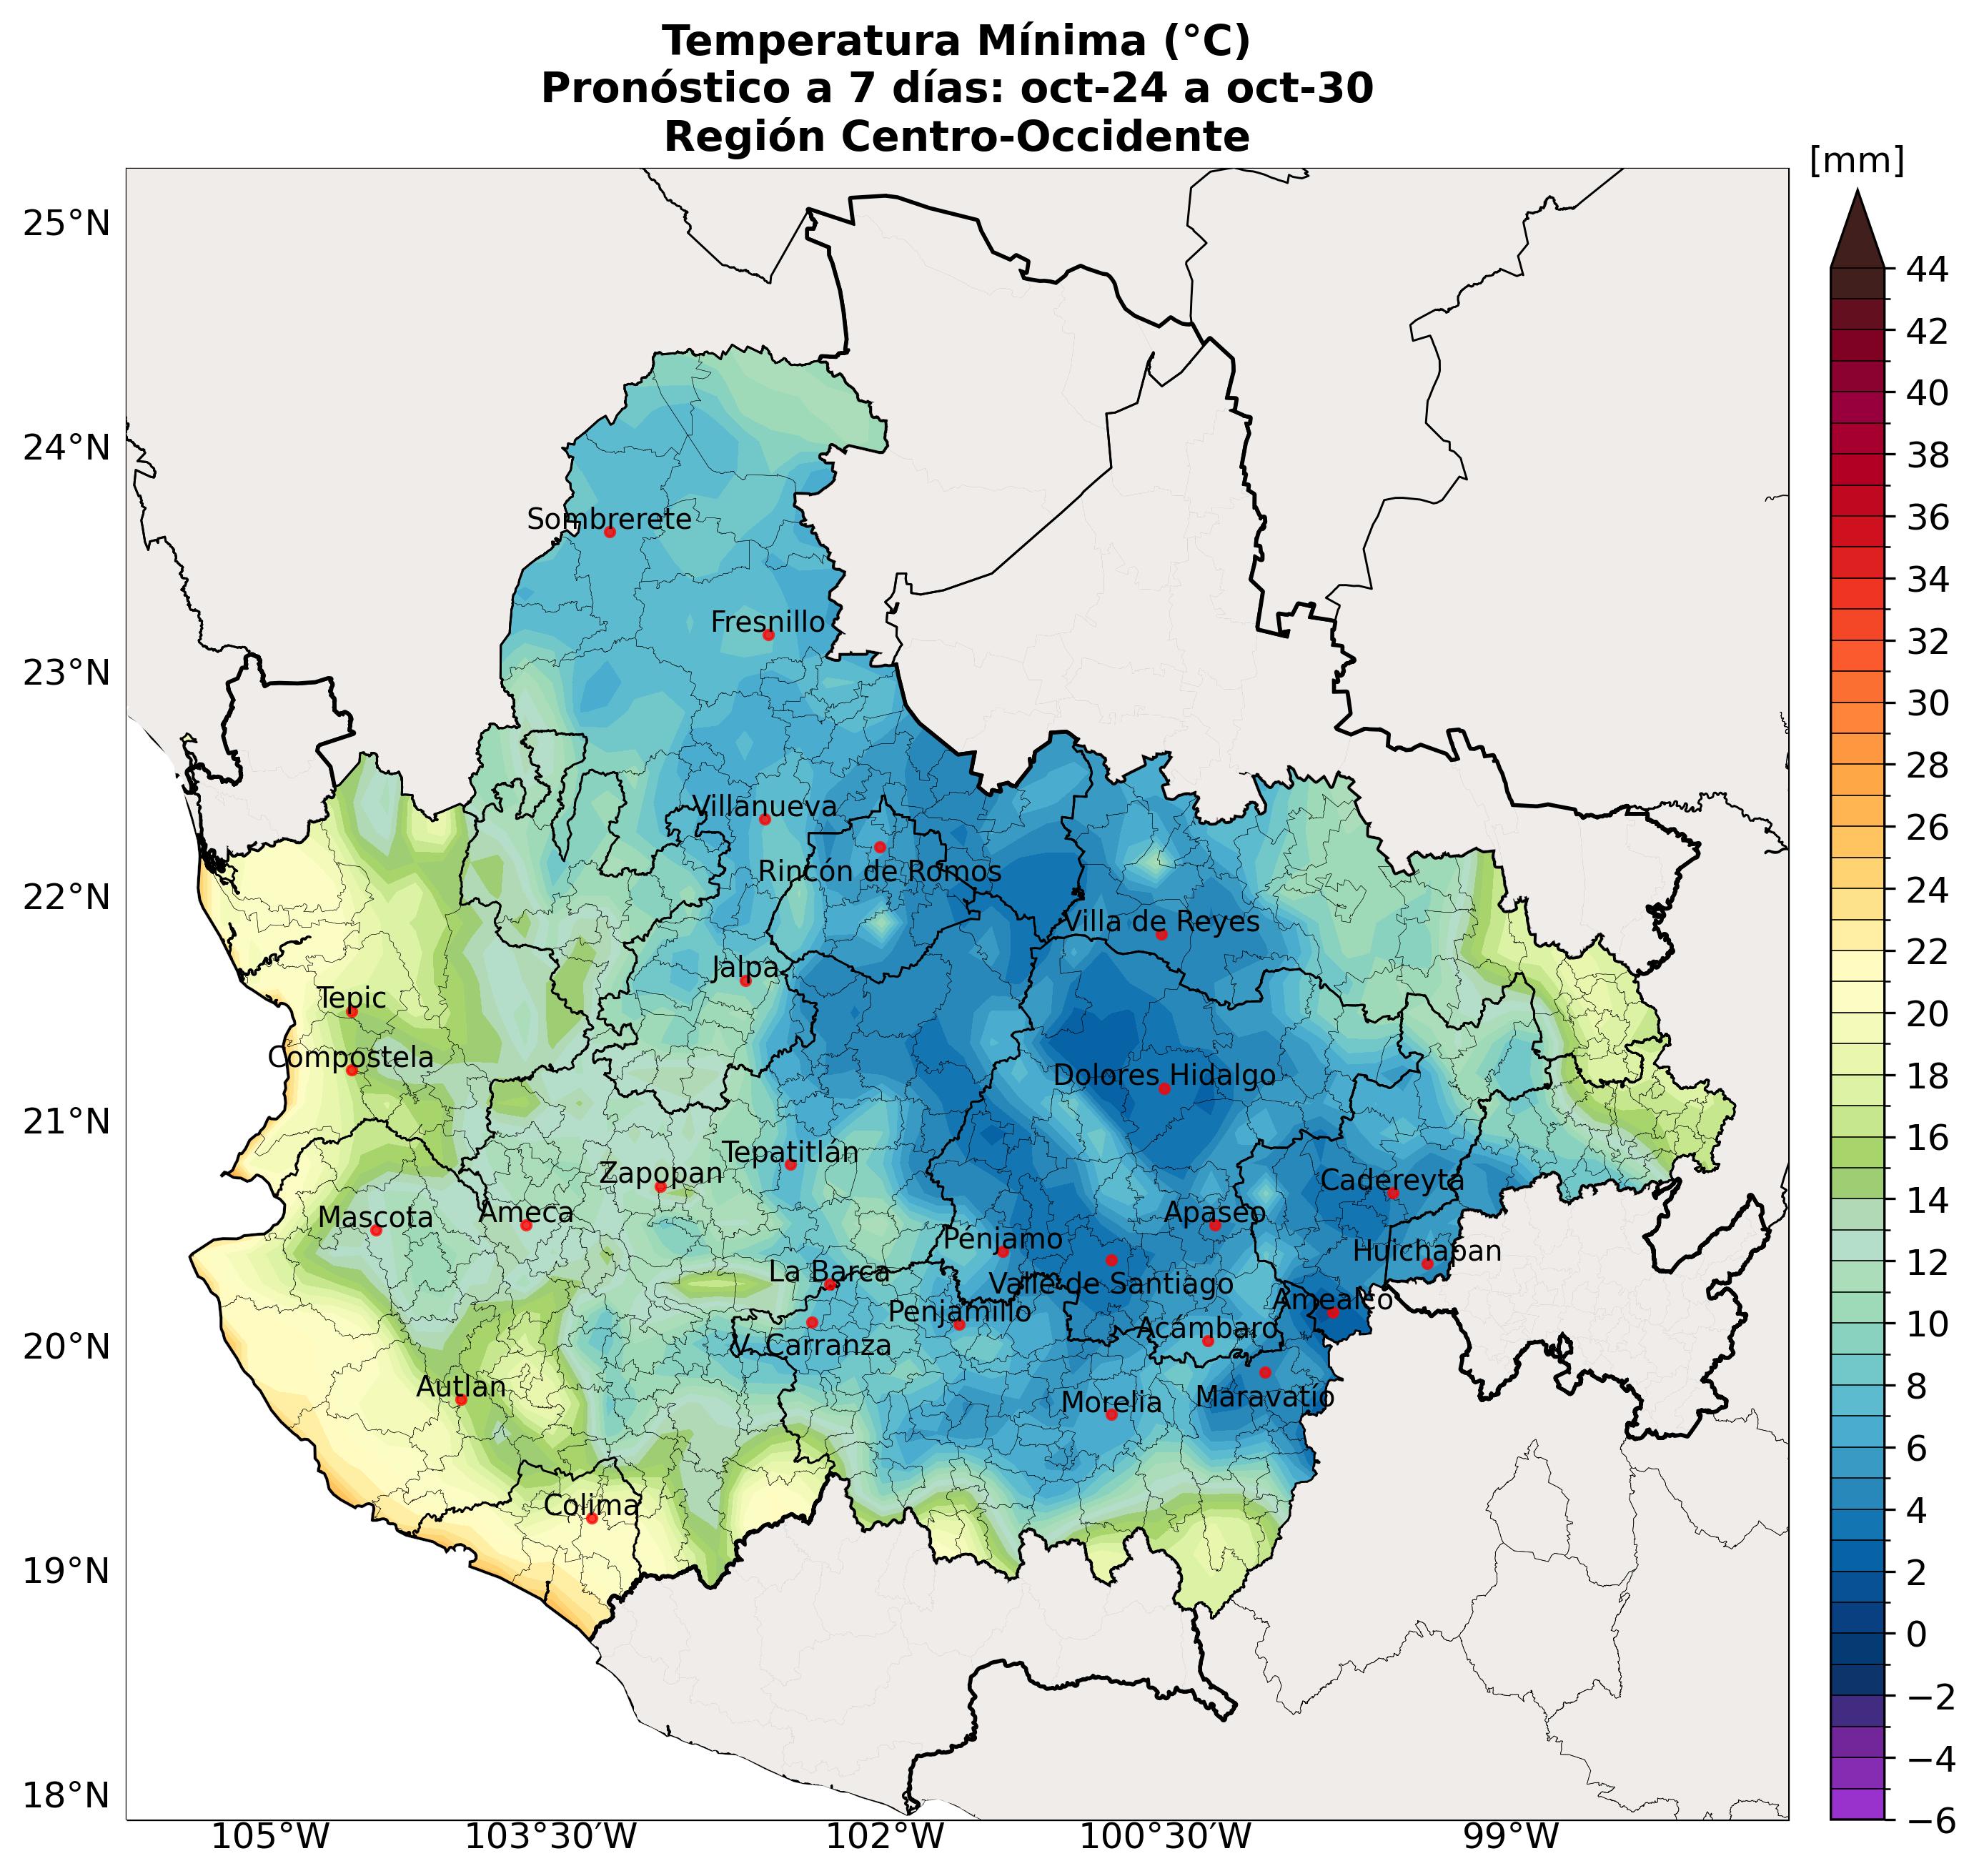 Temperatura Mínima (°C)
Pronóstico a 7 días: oct-24 a oct-30
Región Centro-Occidente
[mm]
25°N
24°N
23°N
22°N
21°N
20°N
19°N
18°N
105°W
103°30'W
102°W
100°30'W
99°W
44
42
40
38
36
34
32
30
28
26
24
22
20
18
16
14
12
10
8
6
4
2
0
−2
−4
−6
Sombrerete
Fresnillo
Villanueva
Rincón de Romos
Villa de Reyes
Jalpa
Tepic
Compostela
Dolores Hidalgo
Tepatitlán
Zapopan
Cadereyta
Mascota
Ameca
Apaseo
Pénjamo
Huichapan
La Barca
Valle de Santiago
Amealco
Penjamillo
Acámbaro
V. Carranza
Autlan
Morelia
Maravatío
Colima